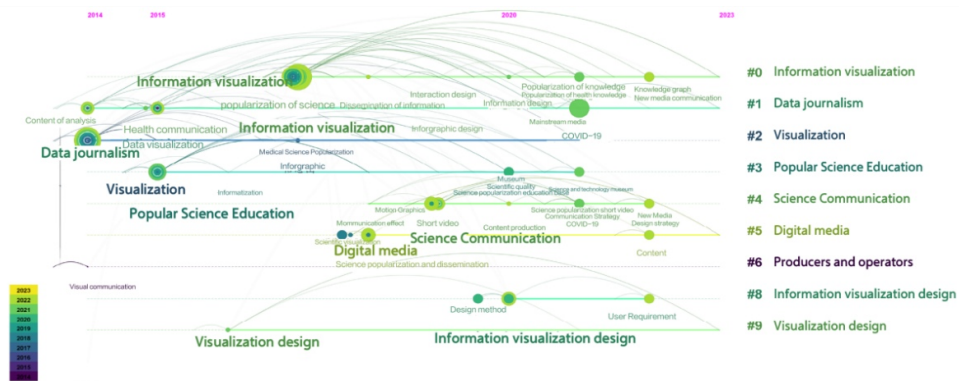 2014 2015 2020 2023
Information visualization
#0 Information visualization
Popularization of knowledge
Knowledge graph
Interaction design
Popularization of health knowledge
New media communication
popularization of science
Dissemination of information
Information design
#1 Data journalism
Content of analysis
Mainstream media
Health communication
Information visualization
Infographic design
COVID-19
#2 Visualization
Data visualization
Data journalism
Medical Science Popularization
Inforgraphic
#3 Popular Science Education
Museum
Visualization
Informatization
Scientific quality
Science popularization education base
Science and technology museum
#4 Science Communication
Popular Science Education
Motion Graphics
Science popularization short video
New Media
Communication Strategy
Mommunication effect
Short video
Content production
COVID-19
Design strategy
#5 Digital media
Scientific visualization
Science Communication
Digital media
Content
Science popularization and dissemination
#6 Producers and operators
Visual communication
2023
2022
2021
2020
2019
2018
2017
2016
2015
#8 Information visualization design
Design method
User Requirement
#9 Visualization design
Visualization design
Information visualization design